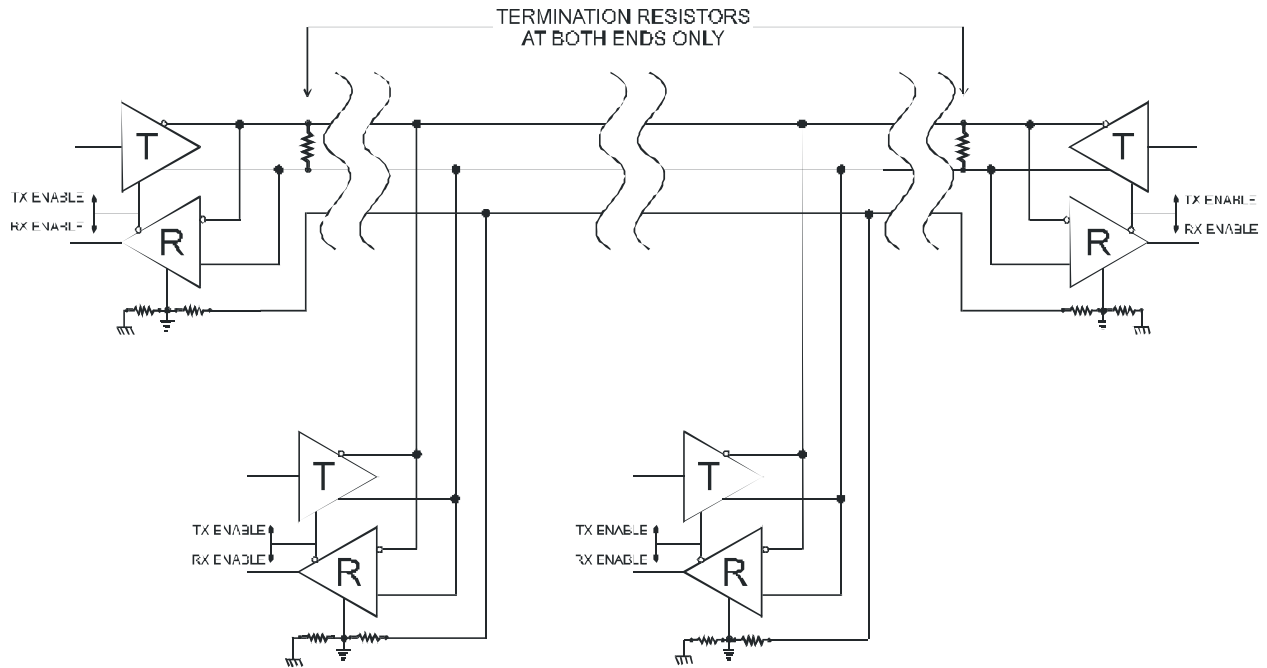 TERMINATION RESISTORS
AT BOTH ENDS ONLY
T
T
TX ENABLE
RX ENABLE
R
R
TX ENABLE
RX ENABLE
T
T
TX ENABLE
RX ENABLE
R
TX ENABLE
RX ENABLE
R